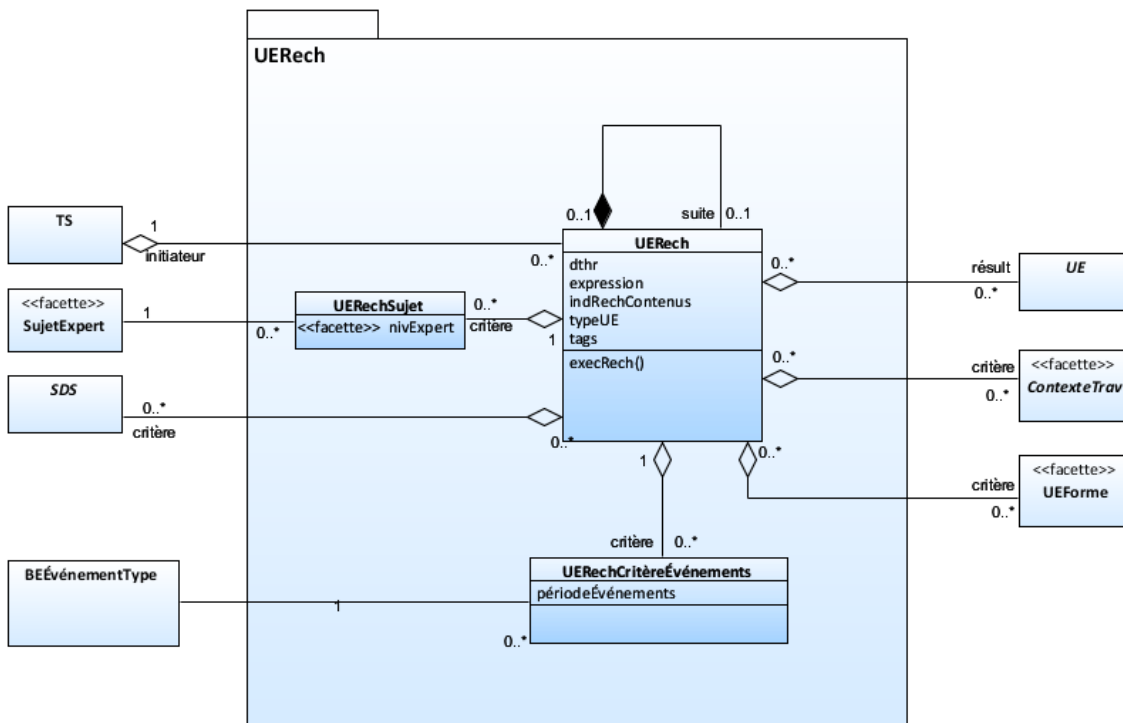 UERech
0..1
suite
0..1
TS
1
initiateur
0..*
UERech
dthr
expression
indRechContenus
typeUE
tags
execRech()
0..*
résult
0..*
UE
<<facette>>
SujetExpert
1
0..*
UERechSujet
<<facette>> nivExpert
0..*
critère
1
0..*
critère
0..*
<<facette>>
ContexteTrav
SDS
0..*
critère
0..*
1
0..*
critère
0..*
<<facette>>
UEForme
critère
0..*
BEÉvénementType
1
0..*
UERechCritèreÉvénements
périodeÉvénements